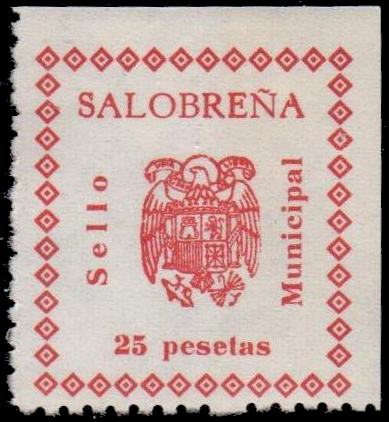 SALOBREÑA
Sello
Municipal
25 pesetas